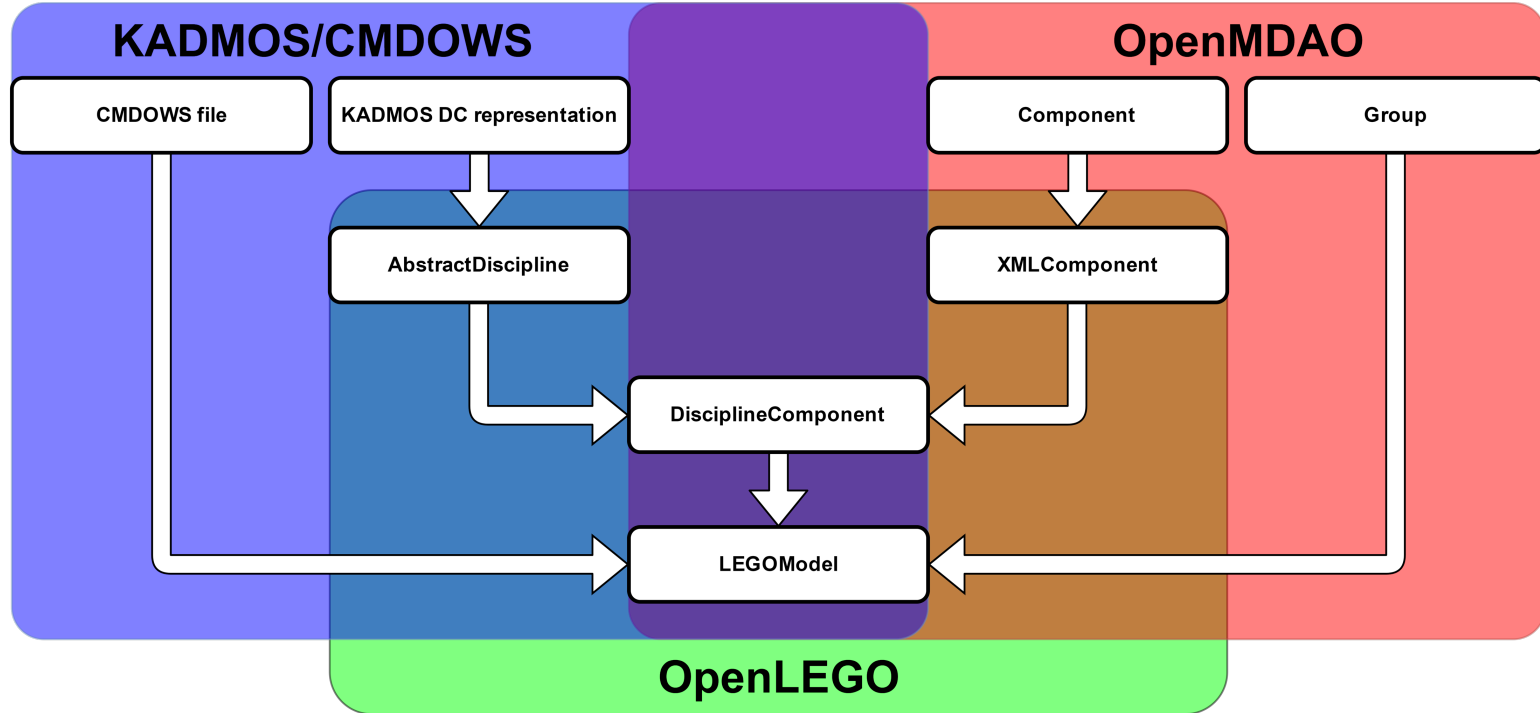 KADMOS/CMDOWS
OpenMDAO
CMDOWS file
KADMOS DC representation
Component
Group
AbstractDiscipline
XMLComponent
DisciplineComponent
LEGOModel
OpenLEGO